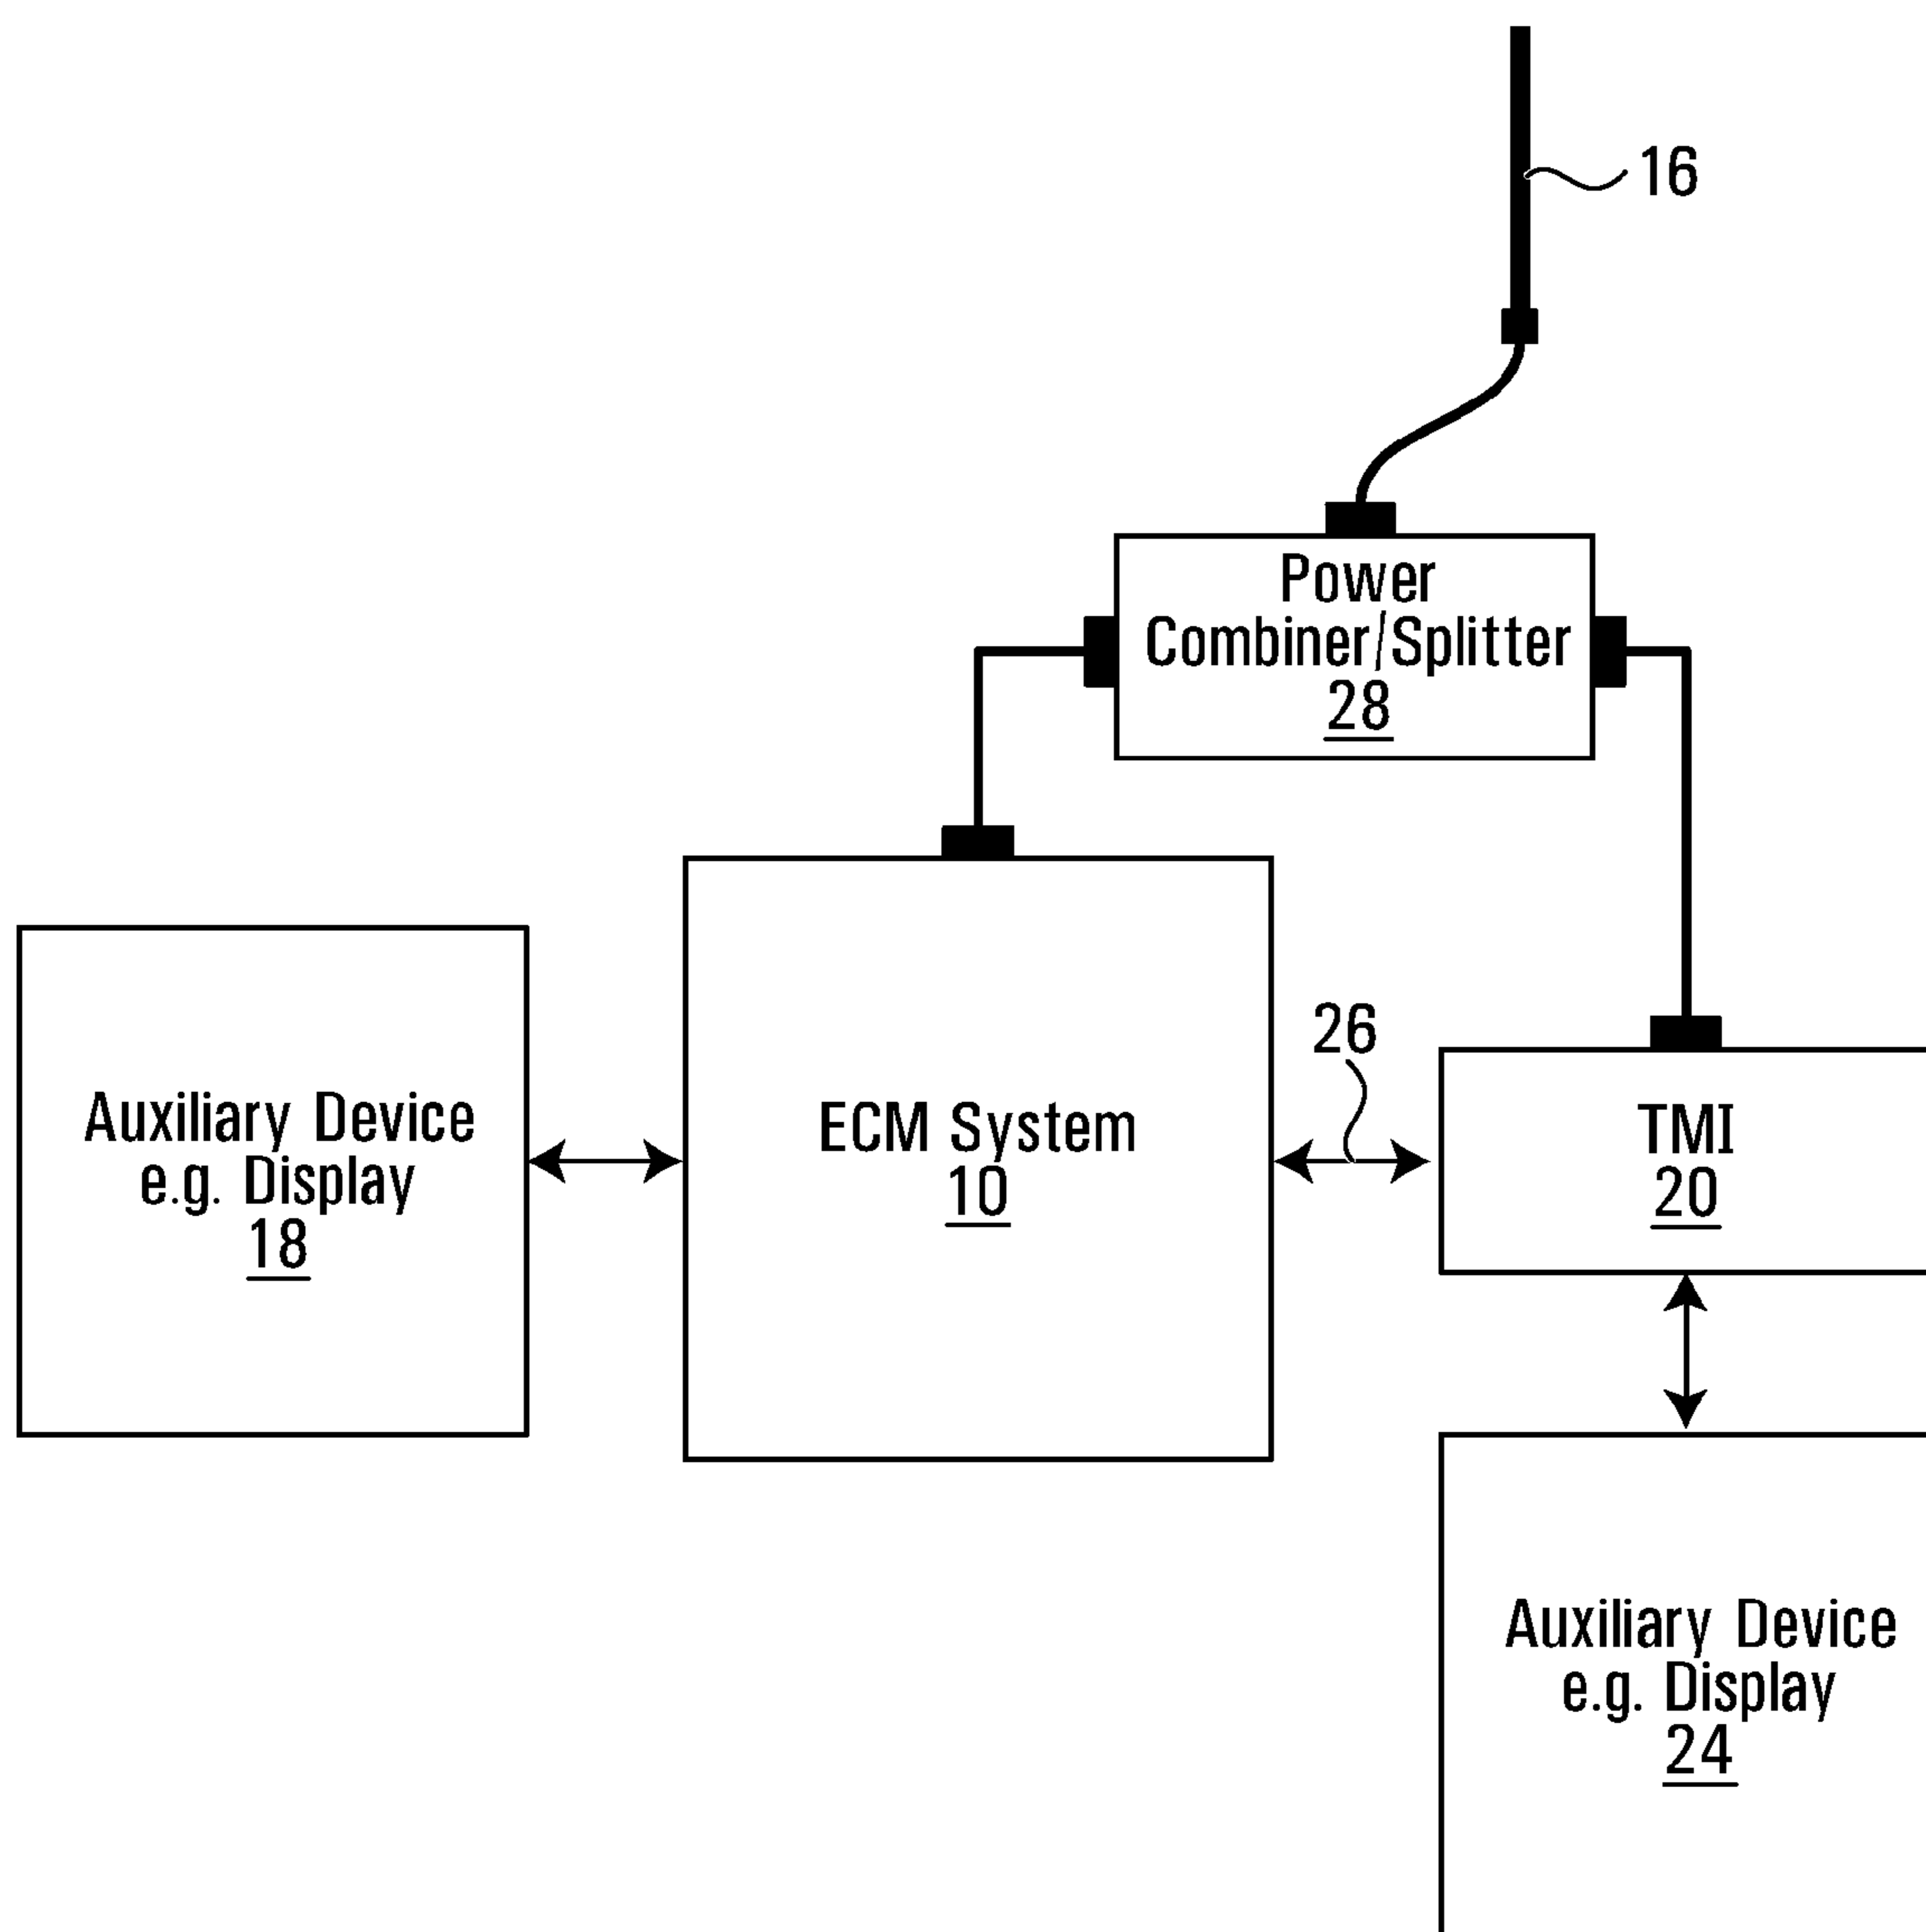 16
Power
Combiner/Splitter
28
26
Auxiliary Device
e.g. Display
18
ECM System
10
TMI
20
Auxiliary Device
e.g. Display
24